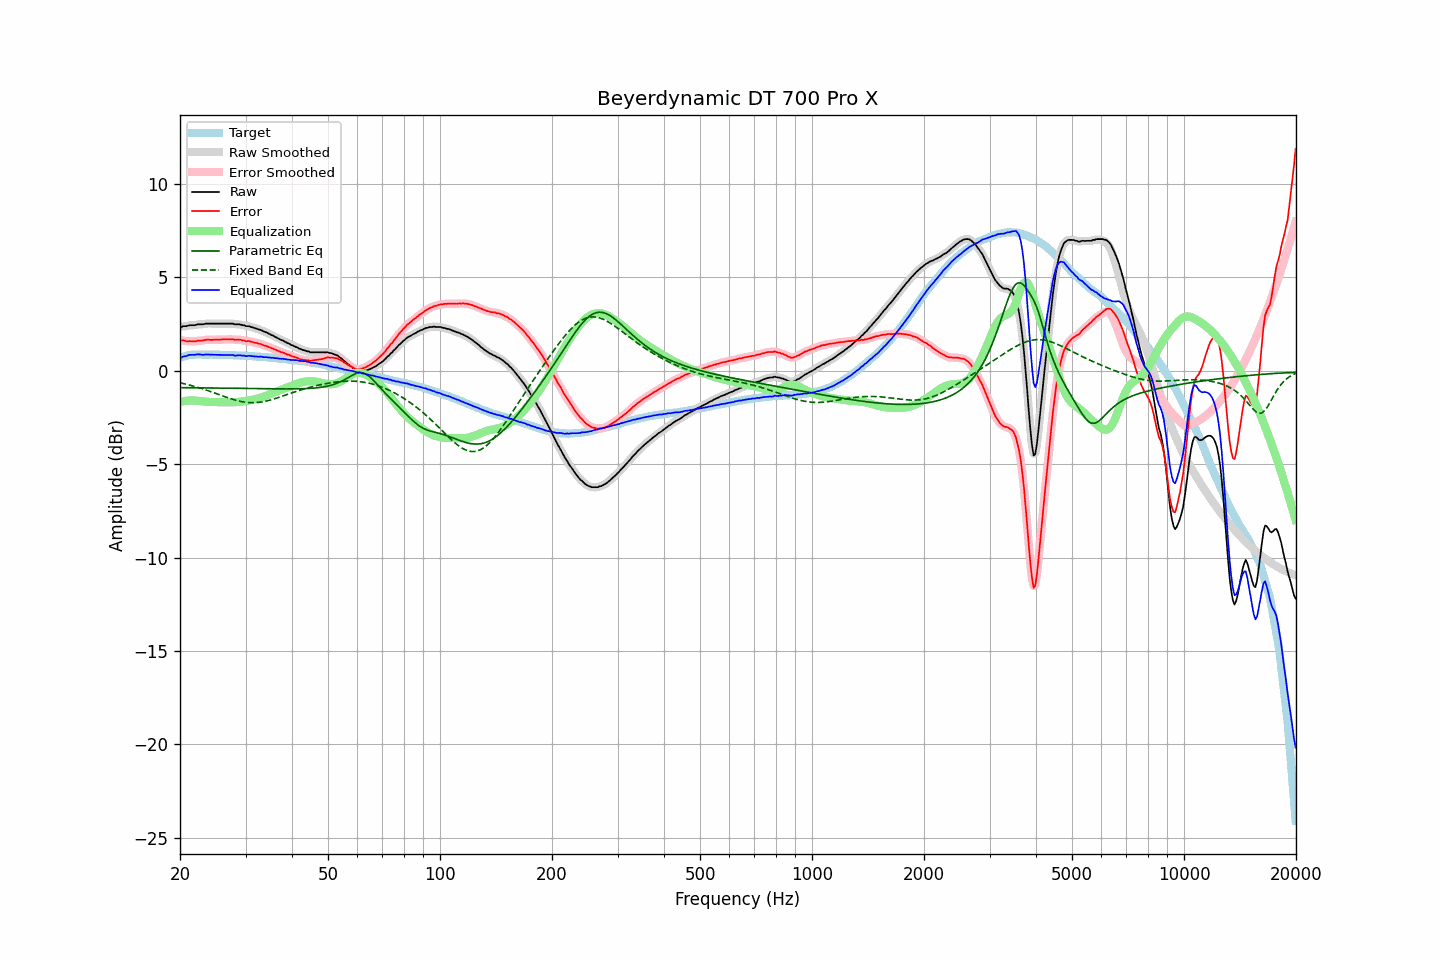 Beyerdynamic DT 700 Pro X
Target
Raw Smoothed
Error Smoothed
Raw
Error
Equalization
Parametric Eq
Fixed Band Eq
Equalized
10
5
0
−5
−10
−15
−20
−25
Amplitude (dBr)
20 50 100 200 500 1000 2000 5000 10000 20000
Frequency (Hz)